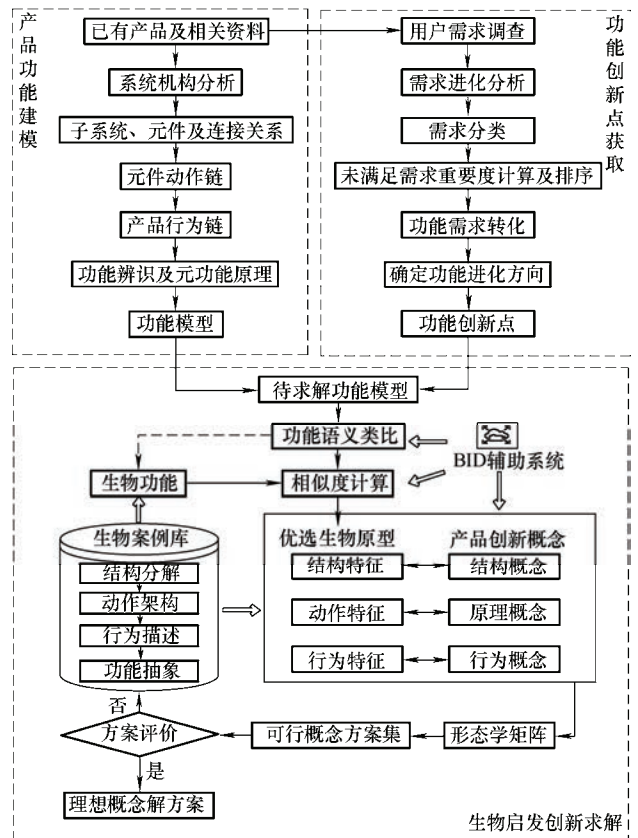 产品功能建模
已有产品及相关资料
系统机构分析
子系统、元件及连接关系
元件动作链
产品行为链
功能辨识及元功能原理
功能模型
功能创新点获取
用户需求调查
需求进化分析
需求分类
未满足需求重要度计算及排序
功能需求转化
确定功能进化方向
功能创新点
待求解功能模型
功能语义类比
BID辅助系统
生物功能
相似度计算
生物案例库
结构分解
动作架构
行为描述
功能抽象
优选生物原型
产品创新概念
结构特征
结构概念
动作特征
原理概念
行为特征
行为概念
否
方案评价
可行概念方案集
形态学矩阵
是
理想概念解方案
生物启发创新求解